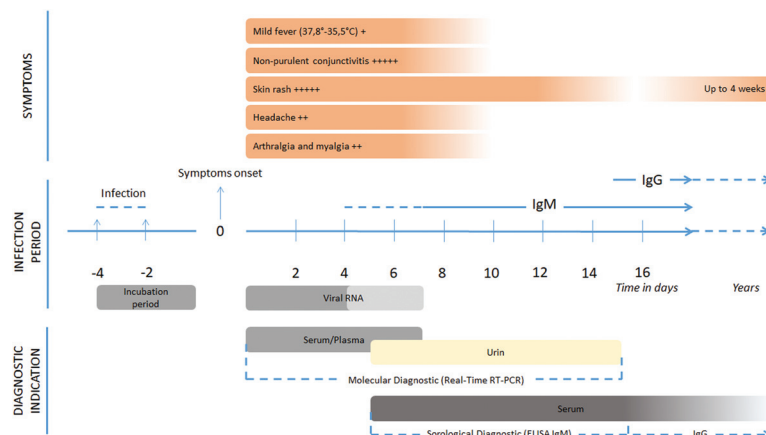 SYMPTOMS
Mild fever (37,8°-35,5°C) +
Non-purulent conjunctivitis +++++
Skin rash +++++
Up to 4 weeks
Headache ++
Arthralgia and myalgia ++
INFECTION
PERIOD
Symptoms onset
Infection
IgG
IgM
0
-4 -2 2 4 6 8 10 12 14 16
Time in days Years
Incubation
period
Viral RNA
DIAGNOSTIC
INDICATION
Serum/Plasma
Urin
Molecular Diagnostic (Real-Time RT-PCR)
Serum
Sorological Diagnostic (ELISA IgM) IgG